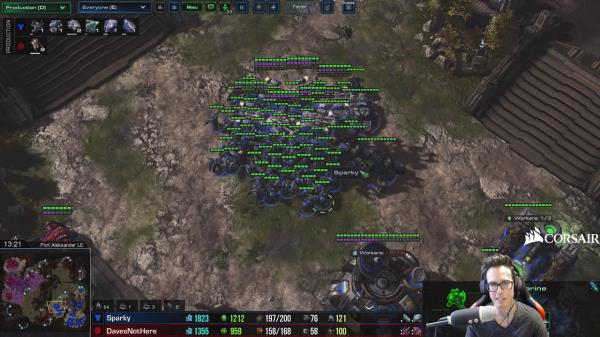 Production (D)
Everyone (E)
Menu
Faster
PRODUCTION
Sparky
Workers: 1/3
CORSAIR
13:21
Port Aleksander LE
Workers:
Sparky 1823 1212 197/200 76 121
DavesNotHere 1355 959 158/168 58 100